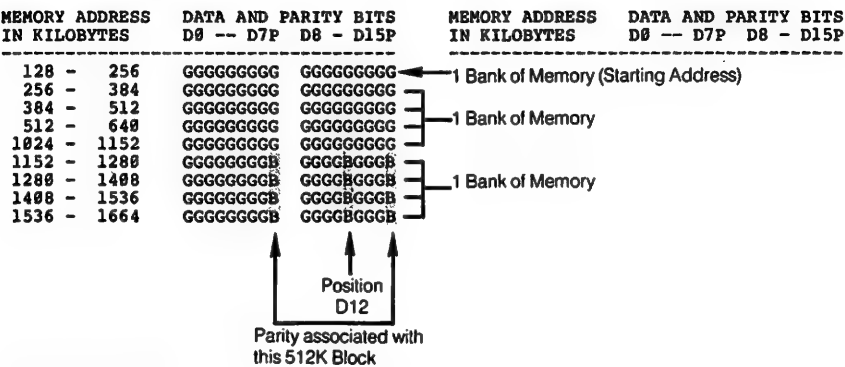 MEMORY ADDRESS DATA AND PARITY BITS MEMORY ADDRESS DATA AND PARITY BITS
IN KILOBYTES D0 -- D7P D8 - D15P IN KILOBYTES D0 -- D7P D8 - D15P
128 - 256 GGGGGGGGG GGGGGGGGG 1 Bank of Memory (Starting Address)
256 - 384 GGGGGGGGG GGGGGGGGG
384 - 512 GGGGGGGGG GGGGGGGGG
512 - 640 GGGGGGGGG GGGGGGGGG 1 Bank of Memory
1024 - 1152 GGGGGGGGG GGGGGGGGG
1152 - 1280 GGGGGGGGB GGGGBGGGB
1280 - 1408 GGGGGGGGB GGGGBGGGB 1 Bank of Memory
1408 - 1536 GGGGGGGGB GGGGBGGGB
1536 - 1664 GGGGGGGGB GGGGBGGGB
Position
D12
Parity associated with
this 512K Block